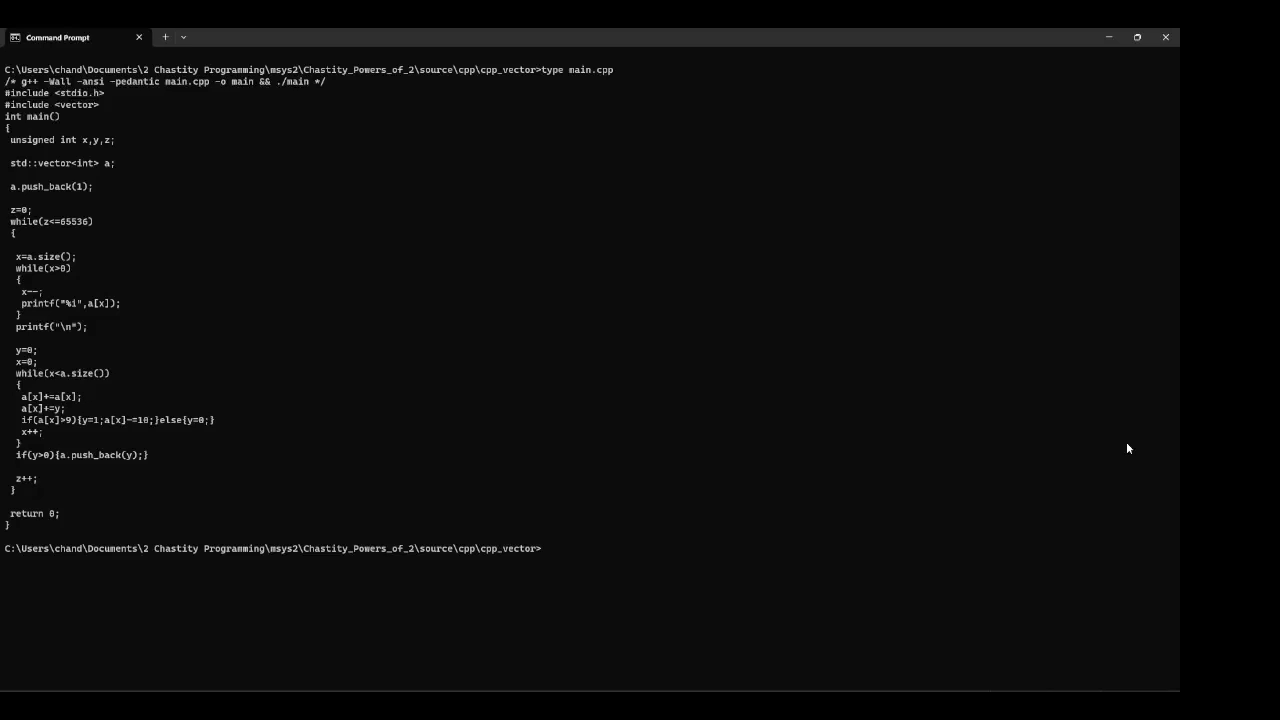 Command Prompt
C:\Users\chand\Documents\2 Chastity Programming\msys2\Chastity_Powers_of_2\source\cpp\cpp_vector>type main.cpp
/* g++ -Wall -ansi -pedantic main.cpp -o main && ./main */
#include <stdio.h>
#include <vector>
int main()
{
 unsigned int x,y,z;
 std::vector<int> a;
 a.push_back(1);
 z=0;
 while(z<=65536)
 {
  x=a.size();
  while(x>0)
  {
   x--;
   printf("%i",a[x]);
  }
  printf("\n");
  y=0;
  x=0;
  while(x<a.size())
  {
   a[x]+=a[x];
   a[x]+=y;
   if(a[x]>9){y=1;a[x]-=10;}else{y=0;}
   x++;
  }
  if(y>0){a.push_back(y);}
  z++;
 }
 return 0;
}
C:\Users\chand\Documents\2 Chastity Programming\msys2\Chastity_Powers_of_2\source\cpp\cpp_vector>